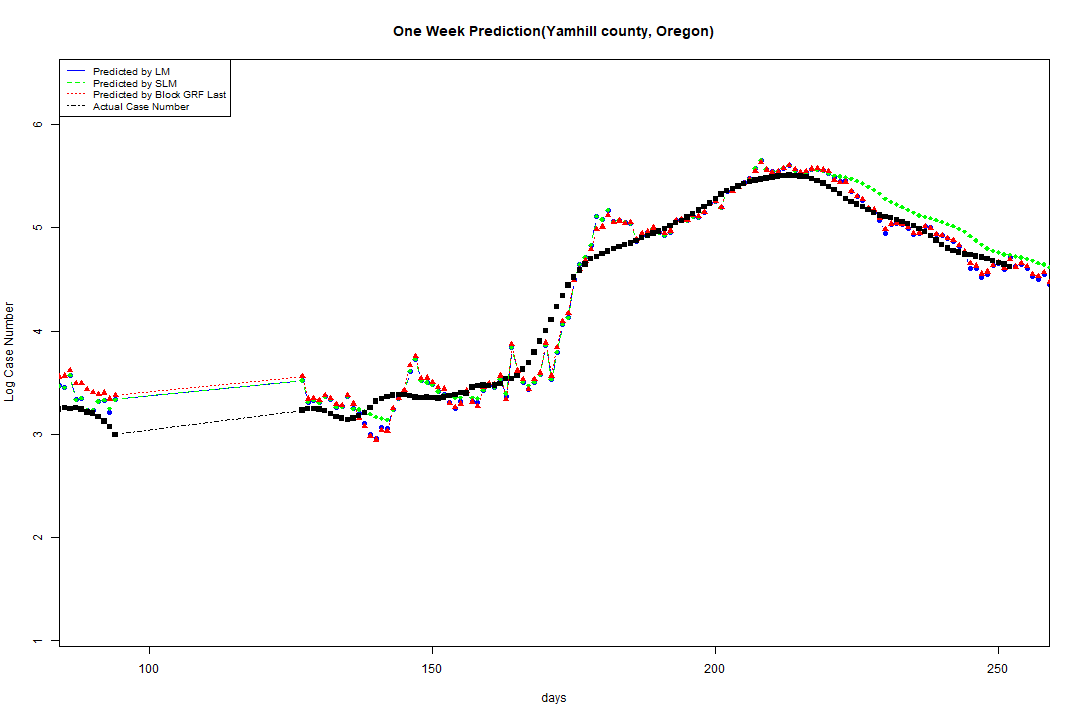 One Week Prediction(Yamhill county, Oregon)
Predicted by LM
Predicted by SLM
Predicted by Block GRF Last
Actual Case Number
6
5
4
3
2
1
Log Case Number
100 150 200 250
days